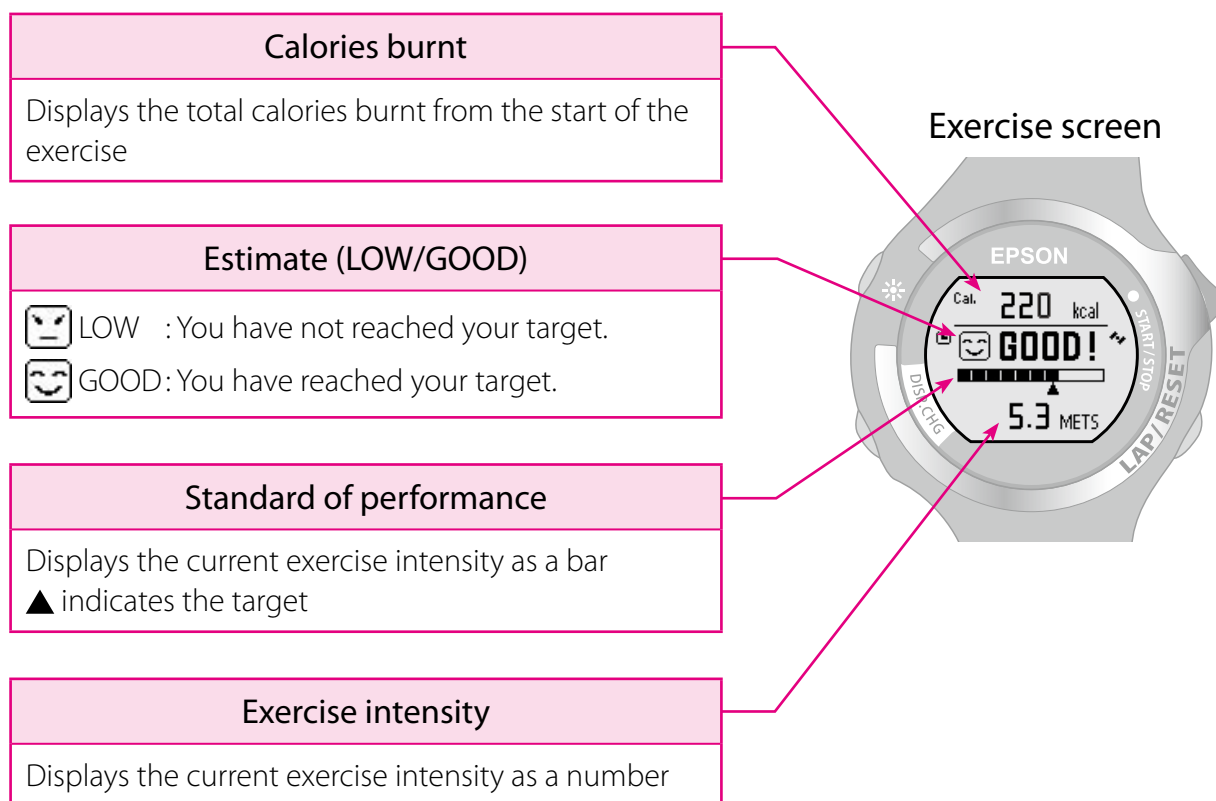 Calories burnt
Displays the total calories burnt from the start of the
exercise
Estimate (LOW/GOOD)
LOW : You have not reached your target.
GOOD : You have reached your target.
Standard of performance
Displays the current exercise intensity as a bar
▲ indicates the target
Exercise intensity
Displays the current exercise intensity as a number
Exercise screen
EPSON
Cal. 220 kcal
GOOD!
5.3 METS
START/STOP
LAP/RESET
DISP.CHG